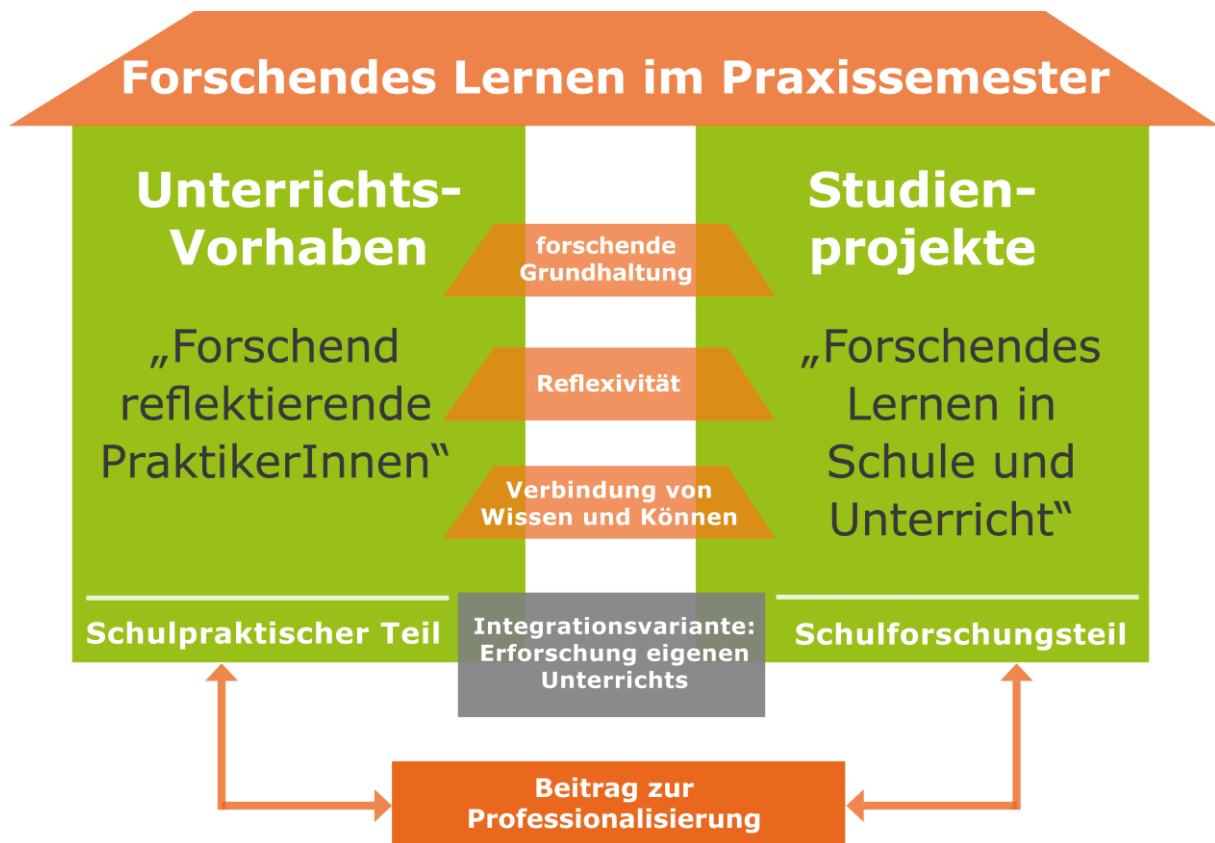 Forschendes Lernen im Praxissemester
Unterrichts-
Vorhaben
„Forschend
reflektierende
PraktikerInnen“
Schulpraktischer Teil
forschende
Grundhaltung
Reflexivität
Verbindung von
Wissen und Können
Integrationsvariante:
Erforschung eigenen
Unterrichts
Studien-
projekte
„Forschendes
Lernen in
Schule und
Unterricht“
Schulforschungsteil
Beitrag zur
Professionalisierung